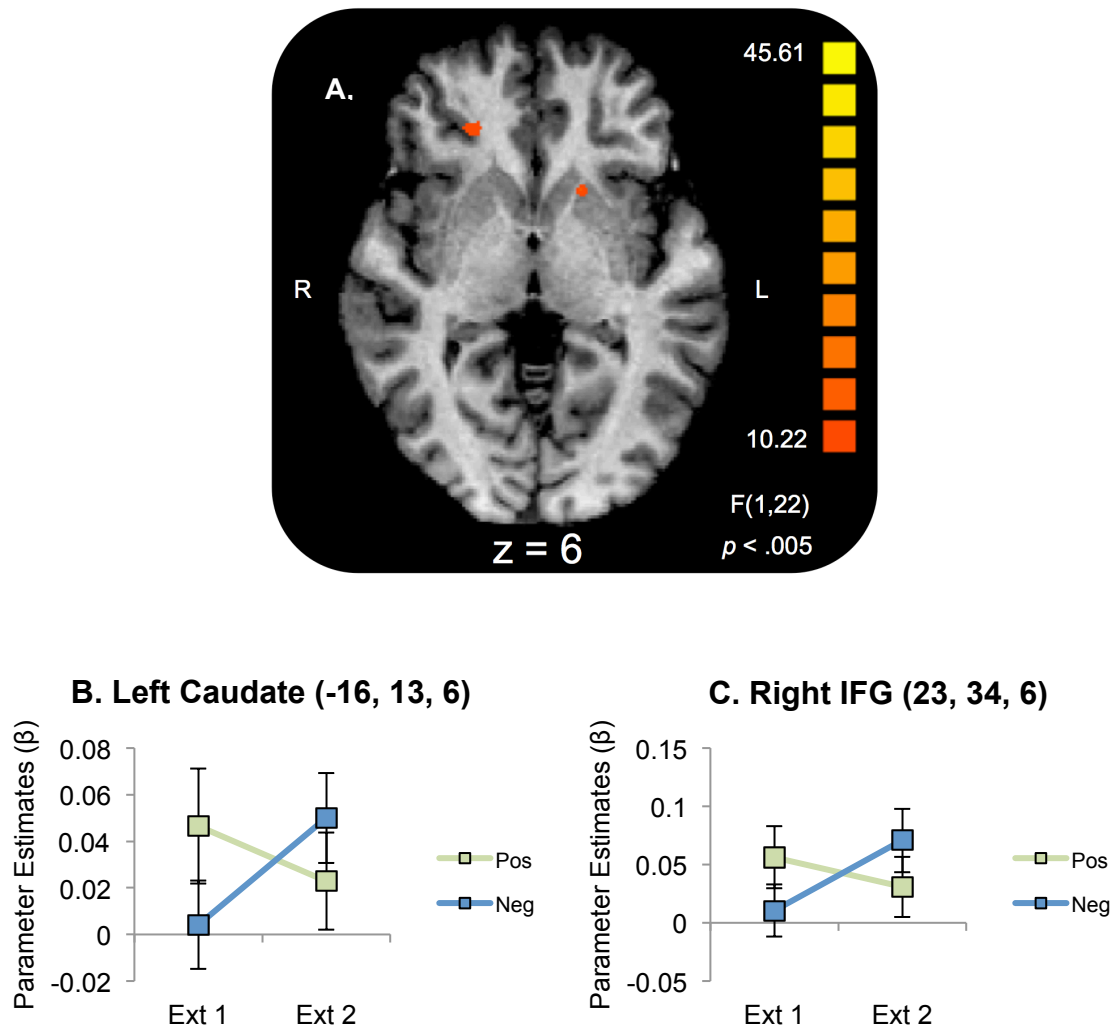 45.61
A.
R
L
10.22
F(1,22)
z = 6
p < .005
B. Left Caudate (-16, 13, 6)
Parameter Estimates (β)
0.08
0.06
0.04
0.02
0
-0.02
Ext 1
Ext 2
Pos
Neg
C. Right IFG (23, 34, 6)
Parameter Estimates (β)
0.15
0.1
0.05
0
-0.05
Ext 1
Ext 2
Pos
Neg